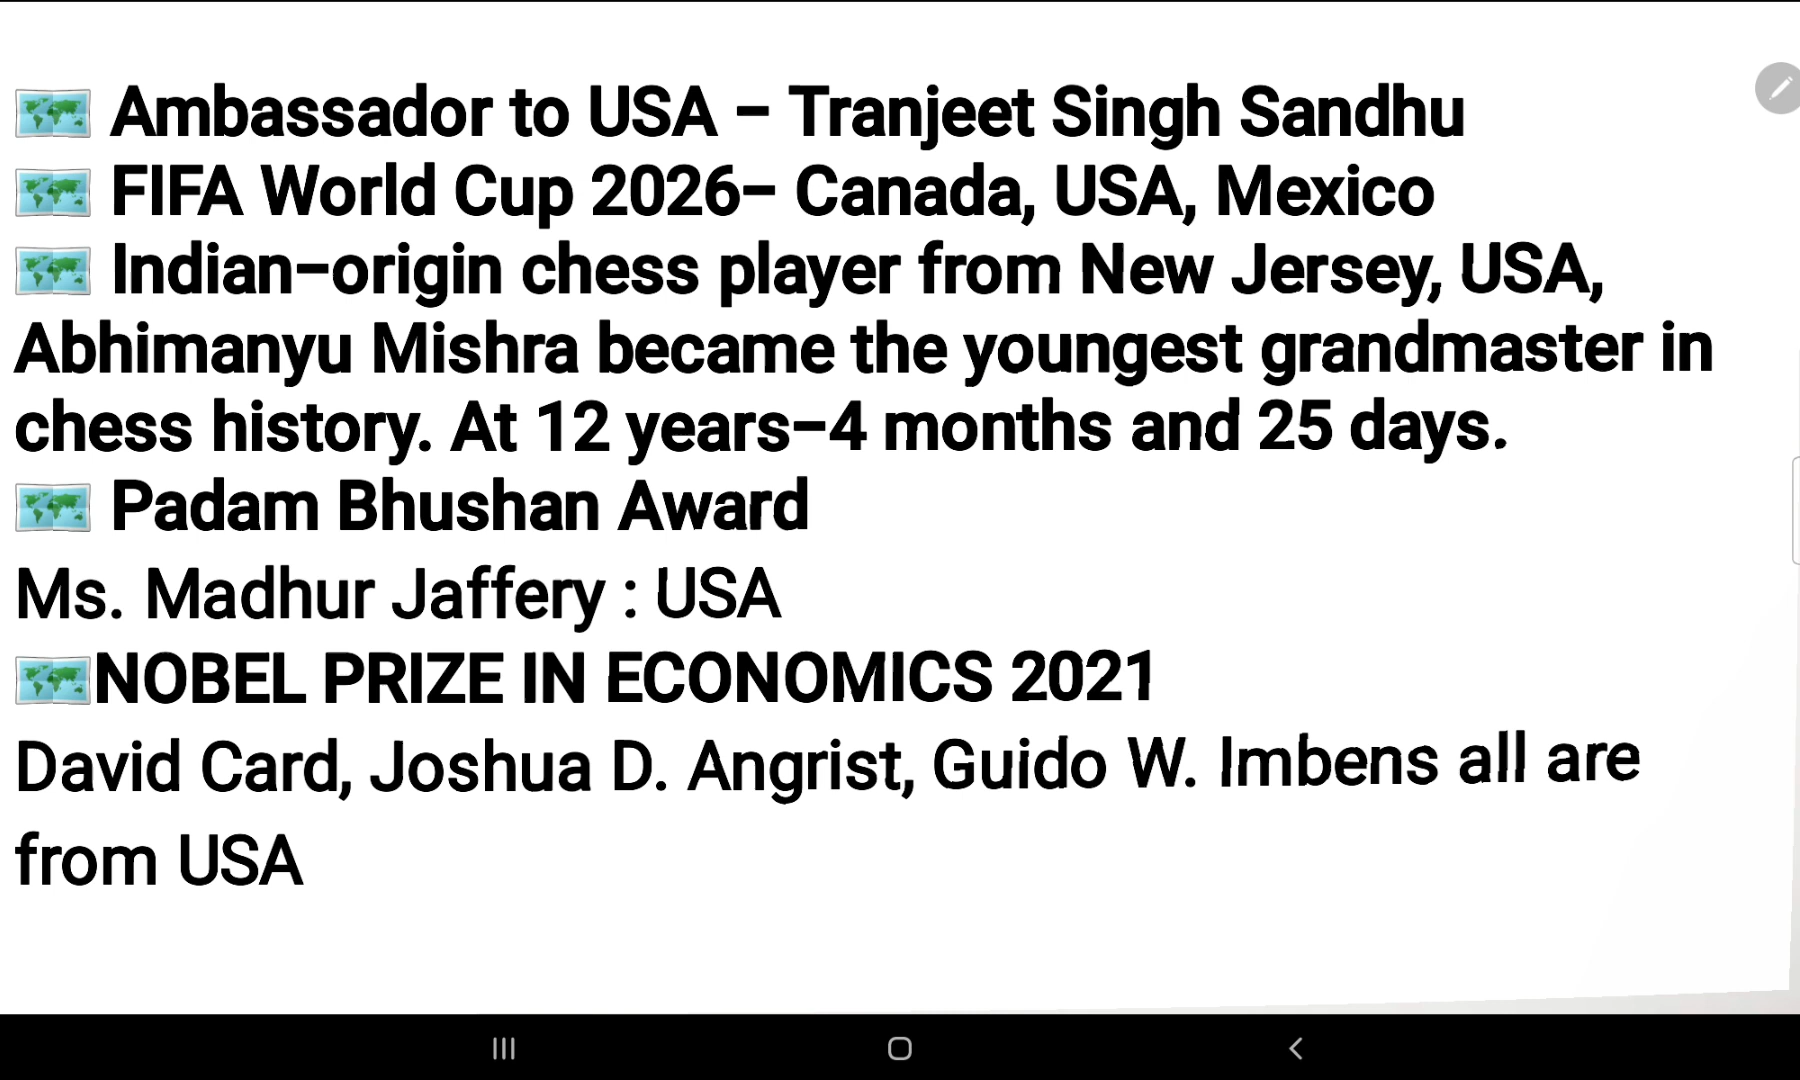 🗺️ Ambassador to USA – Tranjeet Singh Sandhu
🗺️ FIFA World Cup 2026– Canada, USA, Mexico
🗺️ Indian–origin chess player from New Jersey, USA,
Abhimanyu Mishra became the youngest grandmaster in
chess history. At 12 years–4 months and 25 days.
🗺️ Padam Bhushan Award
Ms. Madhur Jaffery : USA
🗺️NOBEL PRIZE IN ECONOMICS 2021
David Card, Joshua D. Angrist, Guido W. Imbens all are
from USA